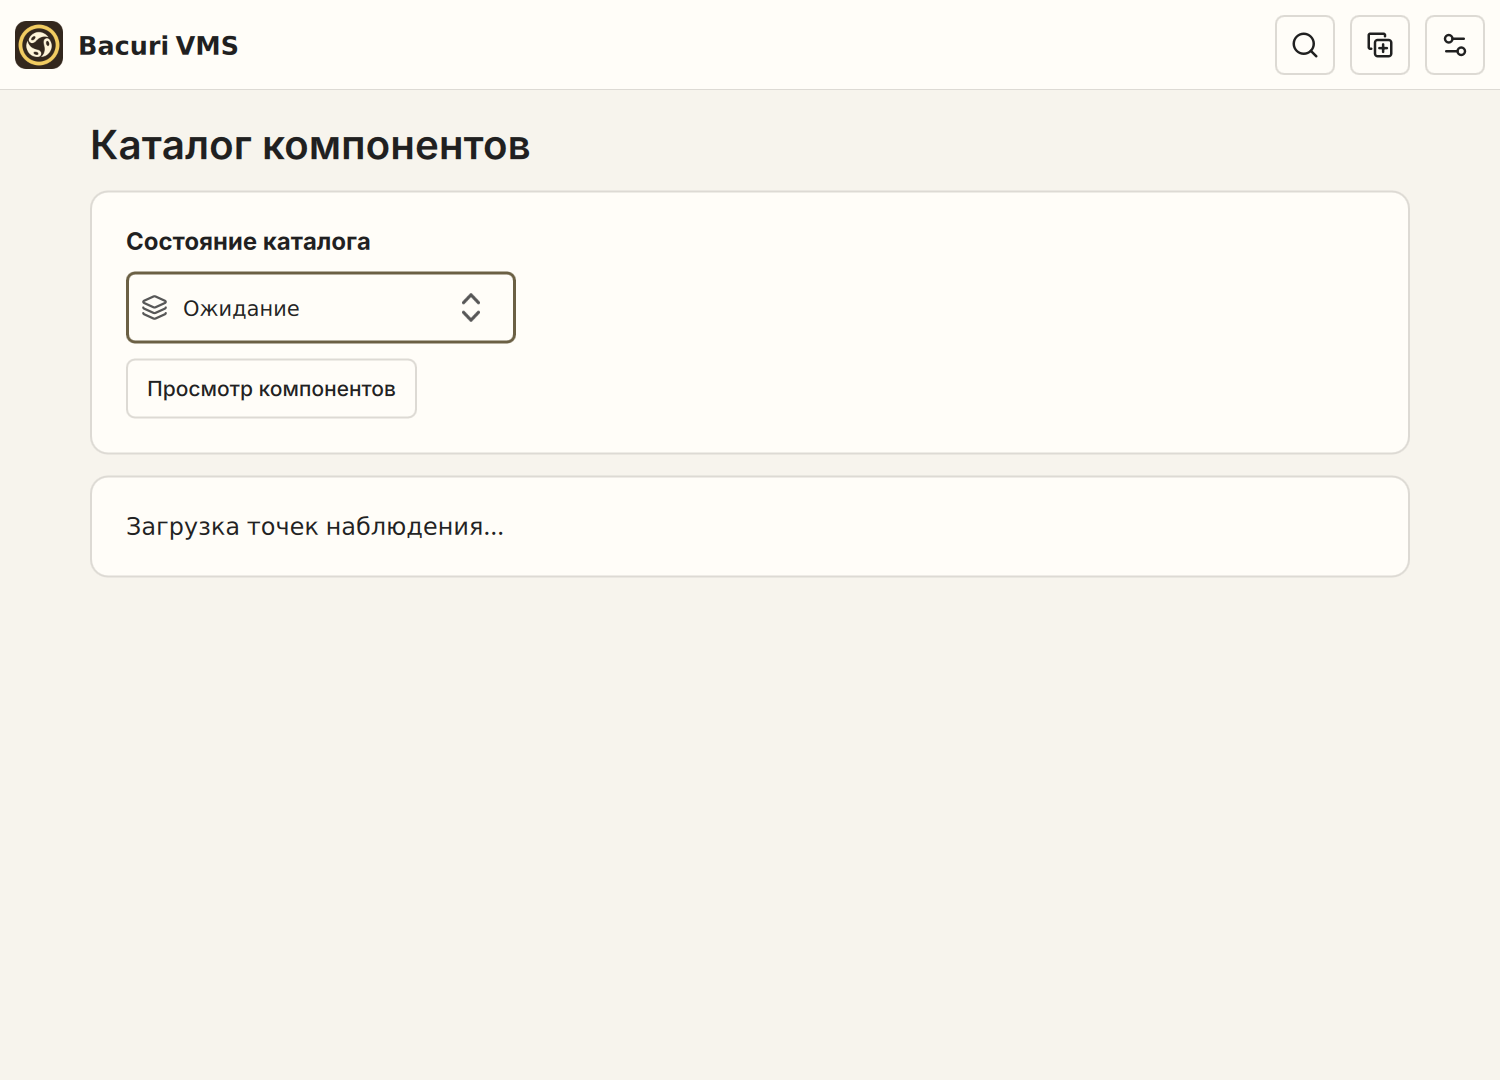 Bacuri VMS
Каталог компонентов
Состояние каталога
Ожидание
Просмотр компонентов
Загрузка точек наблюдения...